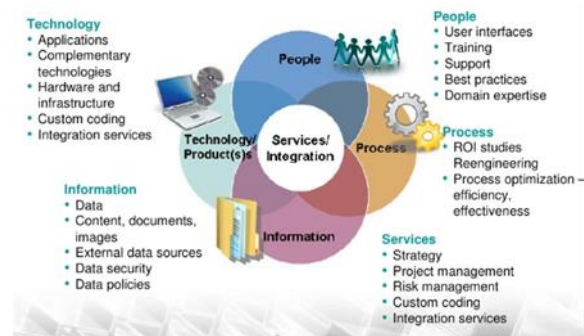 Technology
• Applications
• Complementary
technologies
• Hardware and
infrastructure
• Custom coding
• Integration services
People
• User interfaces
• Training
• Support
• Best practices
• Domain expertise
People
Technology/
Product(s)s
Services/
Integration
Process
Information
Process
• ROI studies
Reengineering
• Process optimization –
efficiency,
effectiveness
Information
• Data
• Content, documents,
images
• External data sources
• Data security
• Data policies
Services
• Strategy
• Project management
• Risk management
• Custom coding
• Integration services